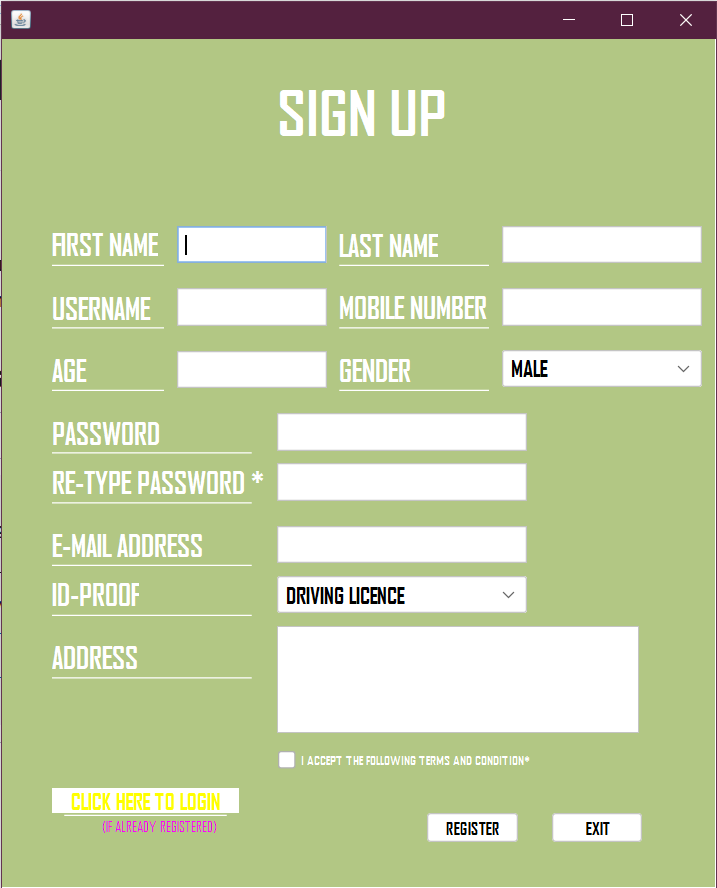 SIGN UP
FIRST NAME LAST NAME
USERNAME MOBILE NUMBER
AGE GENDER MALE
PASSWORD
RE-TYPE PASSWORD *
E-MAIL ADDRESS
ID-PROOF DRIVING LICENCE
ADDRESS
I ACCEPT THE FOLLOWING TERMS AND CONDITION*
CLICK HERE TO LOGIN
(IF ALREADY REGISTERED)
REGISTER EXIT